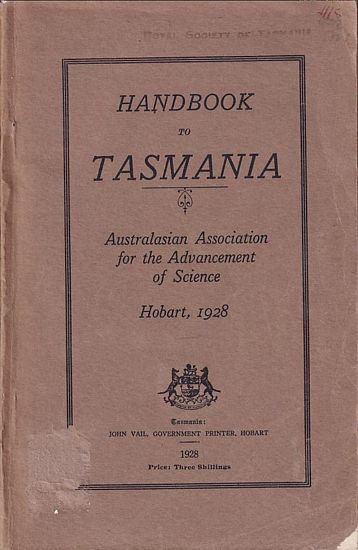 ROYAL SOCIETY OF TASMANIA
HANDBOOK
TO
TASMANIA
Australasian Association
for the Advancement
of Science
Hobart, 1928
Tasmania:
JOHN VAIL, GOVERNMENT PRINTER, HOBART
1928
Price: Three Shillings